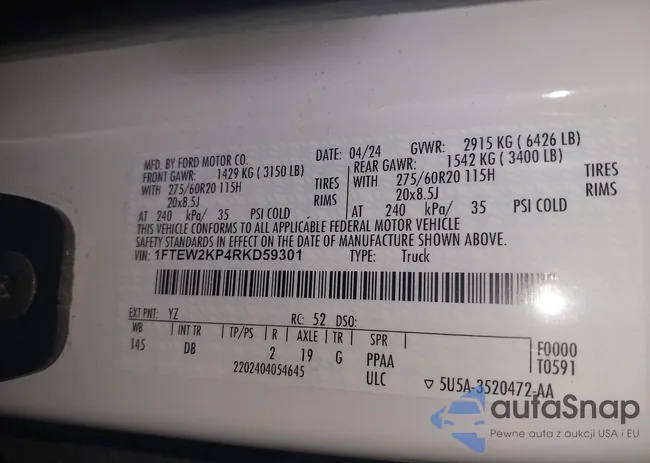 MFD. BY FORD MOTOR CO.
DATE: 04/24 GVWR: 2915 KG ( 6426 LB)
FRONT GAWR: 1429 KG ( 3150 LB) REAR GAWR: 1542 KG ( 3400 LB)
WITH 275/60R20 115H TIRES WITH 275/60R20 115H TIRES
20x8.5J RIMS 20x8.5J RIMS
AT 240 kPa/ 35 PSI COLD AT 240 kPa/ 35 PSI COLD
THIS VEHICLE CONFORMS TO ALL APPLICABLE FEDERAL MOTOR VEHICLE
SAFETY STANDARDS IN EFFECT ON THE DATE OF MANUFACTURE SHOWN ABOVE.
VIN: 1FTEW2KP4RKD59301 TYPE: Truck
EXT PNT: YZ RC: 52 DSO:
WB INT TR TP/PS R AXLE TR SPR
145 DB 2 19 G PPAA
F0000
T0591
2202404054645 ULC
5U5A-3520472-AA
autaSnap
Pewne auta z aukcji USA i EU